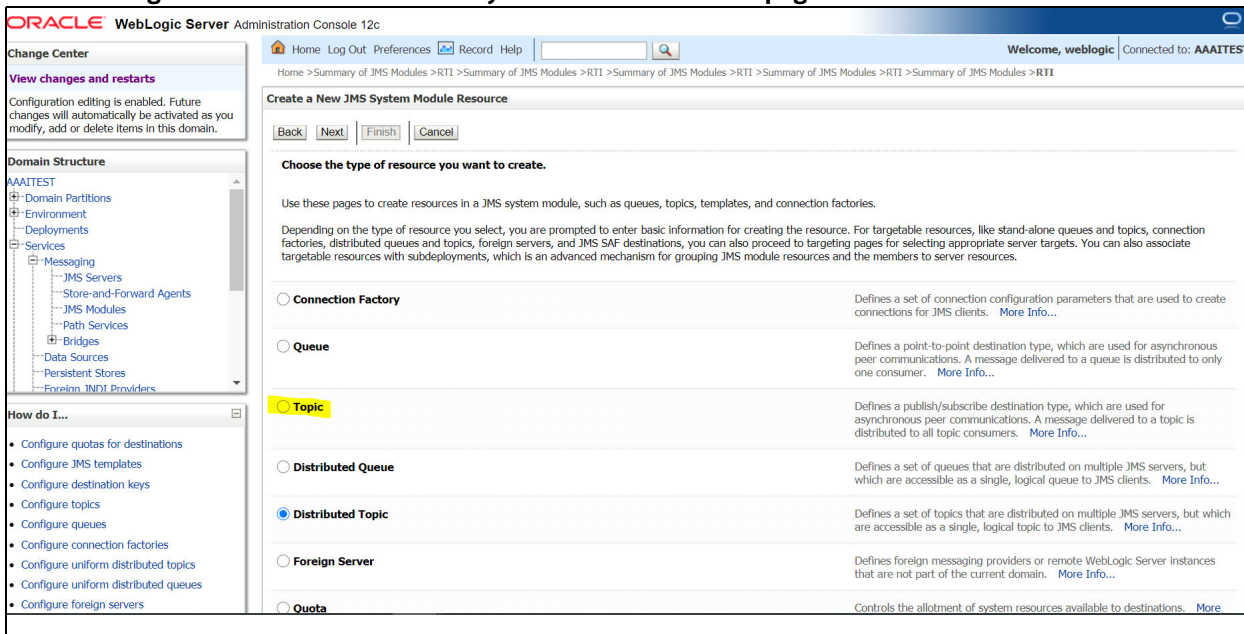 ORACLE WebLogic Server Administration Console 12c
Change Center
View changes and restarts
Configuration editing is enabled. Future
changes will automatically be activated as you
modify, add or delete items in this domain.
Domain Structure
AAAITEST
Domain Partitions
Environment
Deployments
Services
Messaging
JMS Servers
Store-and-Forward Agents
JMS Modules
Path Services
Bridges
Data Sources
Persistent Stores
Foreign JNDI Providers
How do I...
Configure quotas for destinations
Configure JMS templates
Configure destination keys
Configure topics
Configure queues
Configure connection factories
Configure uniform distributed topics
Configure uniform distributed queues
Configure foreign servers
Home Log Out Preferences Record Help
Welcome, weblogic Connected to: AAAITEST
Home >Summary of JMS Modules >RTI >Summary of JMS Modules >RTI >Summary of JMS Modules >RTI >Summary of JMS Modules >RTI >Summary of JMS Modules >RTI
Create a New JMS System Module Resource
Back Next Finish Cancel
Choose the type of resource you want to create.
Use these pages to create resources in a JMS system module, such as queues, topics, templates, and connection factories.
Depending on the type of resource you select, you are prompted to enter basic information for creating the resource. For targetable resources, like stand-alone queues and topics, connection
factories, distributed queues and topics, foreign servers, and JMS SAF destinations, you can also proceed to targeting pages for selecting appropriate server targets. You can also associate
targetable resources with subdeployments, which is an advanced mechanism for grouping JMS module resources and the members to server resources.
Connection Factory
Defines a set of connection configuration parameters that are used to create
connections for JMS clients. More Info...
Queue
Defines a point-to-point destination type, which are used for asynchronous
peer communications. A message delivered to a queue is distributed to only
one consumer. More Info...
Topic
Defines a publish/subscribe destination type, which are used for
asynchronous peer communications. A message delivered to a topic is
distributed to all topic consumers. More Info...
Distributed Queue
Defines a set of queues that are distributed on multiple JMS servers, but
which are accessible as a single, logical queue to JMS clients. More Info...
Distributed Topic
Defines a set of topics that are distributed on multiple JMS servers, but which
are accessible as a single, logical topic to JMS clients. More Info...
Foreign Server
Defines foreign messaging providers or remote WebLogic Server instances
that are not part of the current domain. More Info...
Quota
Controls the allotment of system resources available to destinations. More